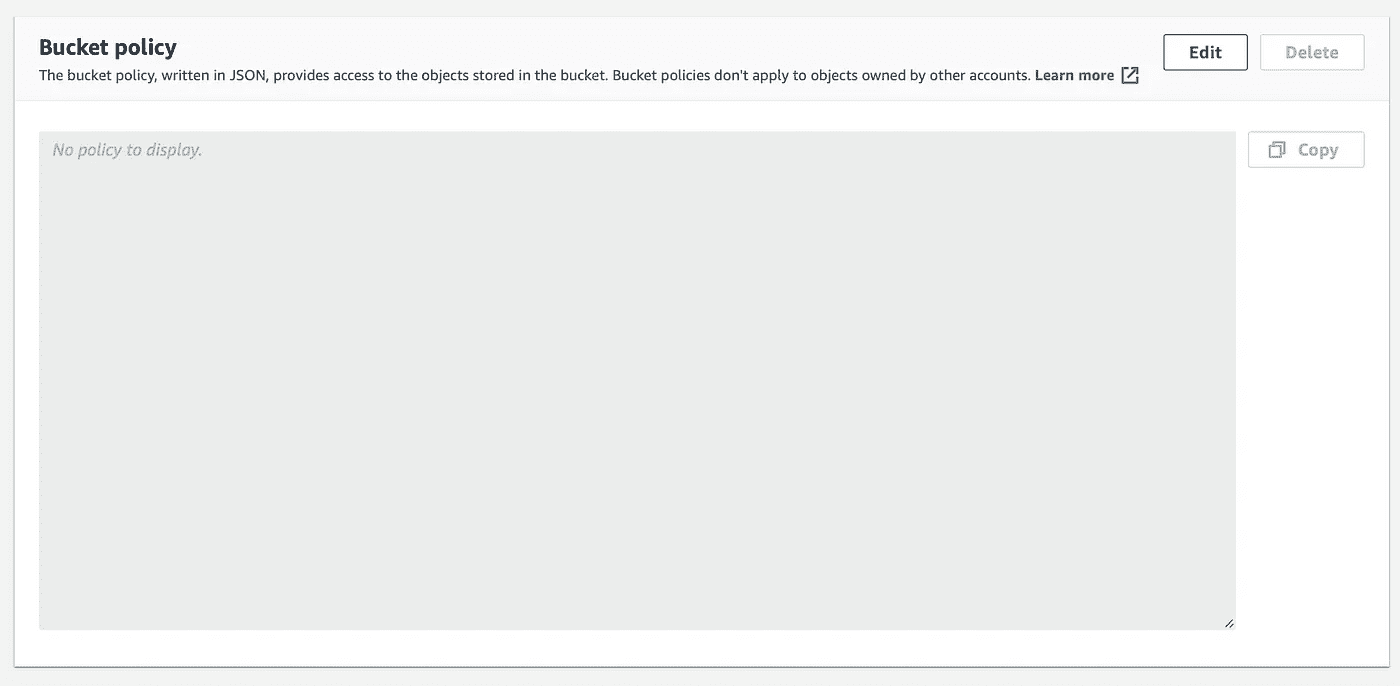 Bucket policy
Edit
Delete
The bucket policy, written in JSON, provides access to the objects stored in the bucket. Bucket policies don't apply to objects owned by other accounts. Learn more
No policy to display.
Copy